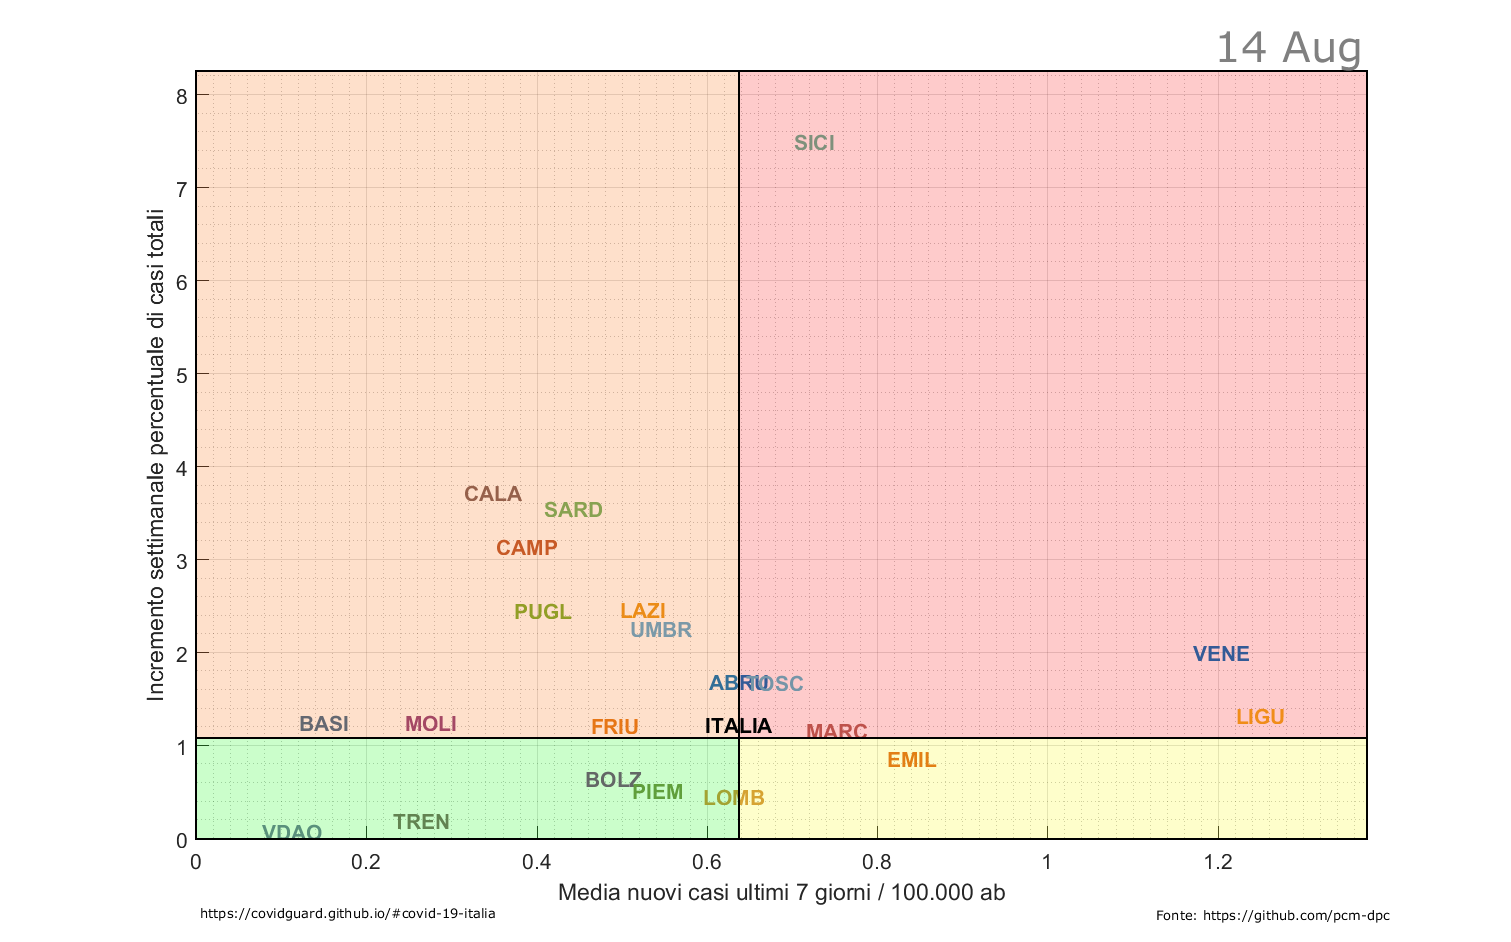 14 Aug
8
7
6
5
4
3
2
1
0
Incremento settimanale percentuale di casi totali
SICI
CALA
SARD
CAMP
PUGL
LAZI
UMBR
VENE
ABRU
TOSC
BASI
MOLI
FRIU
ITALIA
MARC
LIGU
EMIL
BOLZ
PIEM
LOMB
TREN
VDAO
0 0.2 0.4 0.6 0.8 1 1.2
Media nuovi casi ultimi 7 giorni / 100.000 ab
https://covidguard.github.io/#covid-19-italia
Fonte: https://github.com/pcm-dpc